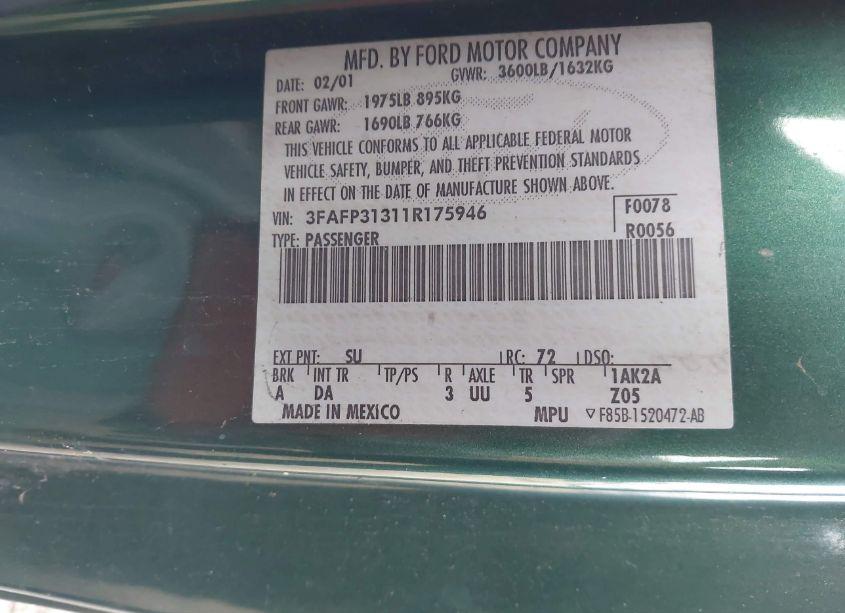 MFD. BY FORD MOTOR COMPANY
DATE: 02/01 GVWR: 3600LB/1632KG
FRONT GAWR: 1975LB 895KG
REAR GAWR: 1690LB 766KG
THIS VEHICLE CONFORMS TO ALL APPLICABLE FEDERAL MOTOR
VEHICLE SAFETY, BUMPER, AND THEFT PREVENTION STANDARDS
IN EFFECT ON THE DATE OF MANUFACTURE SHOWN ABOVE.
VIN: 3FAFP31311R175946 F0078
TYPE: PASSENGER R0056
EXT PNT: SU RC: 72 DSO:
BRK INT TR TP/PS R AXLE TR SPR 1AK2A
A DA 3 UU 5 Z05
MADE IN MEXICO MPU ▽ F85B-1520472-AB